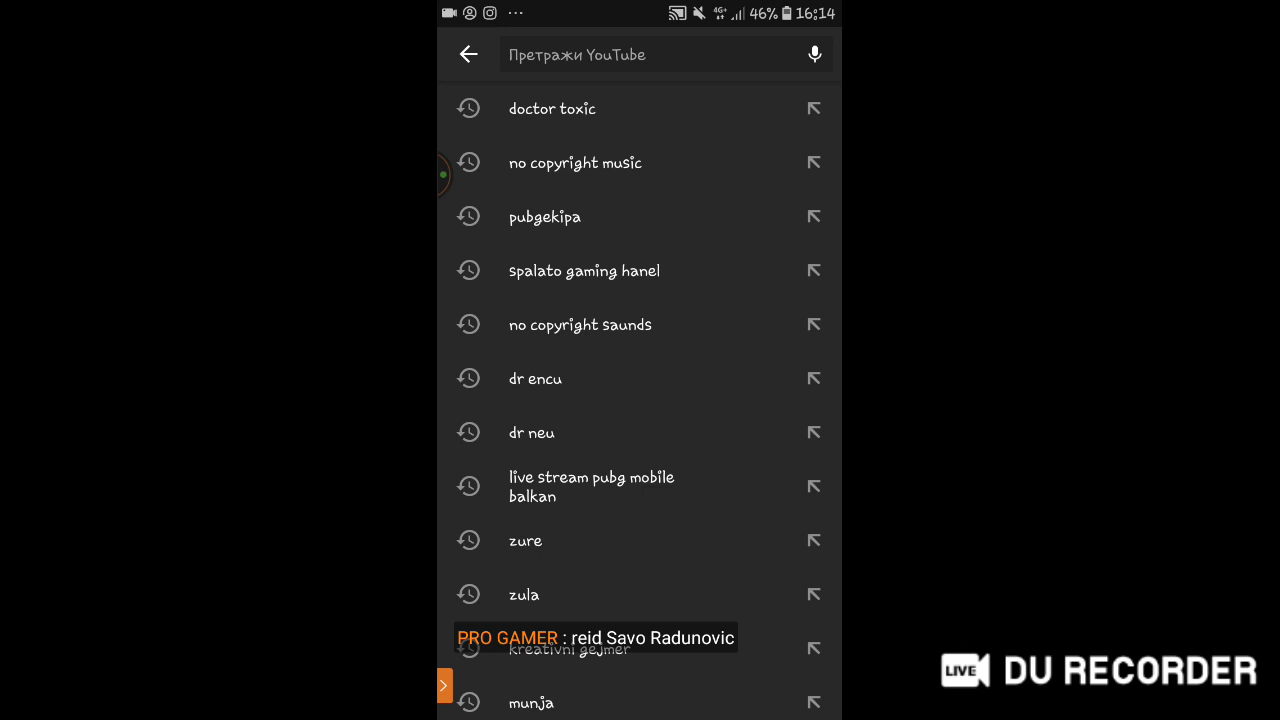 4G+ 46% 16:14
Претражи YouTube
doctor toxic
no copyright music
pubgekipa
spalato gaming hanel
no copyright saunds
dr encu
dr neu
live stream pubg mobile
balkan
zure
zula
PRO GAMER : reid Savo Radunovic
kreativni gejmer
munja
LIVE DU RECORDER